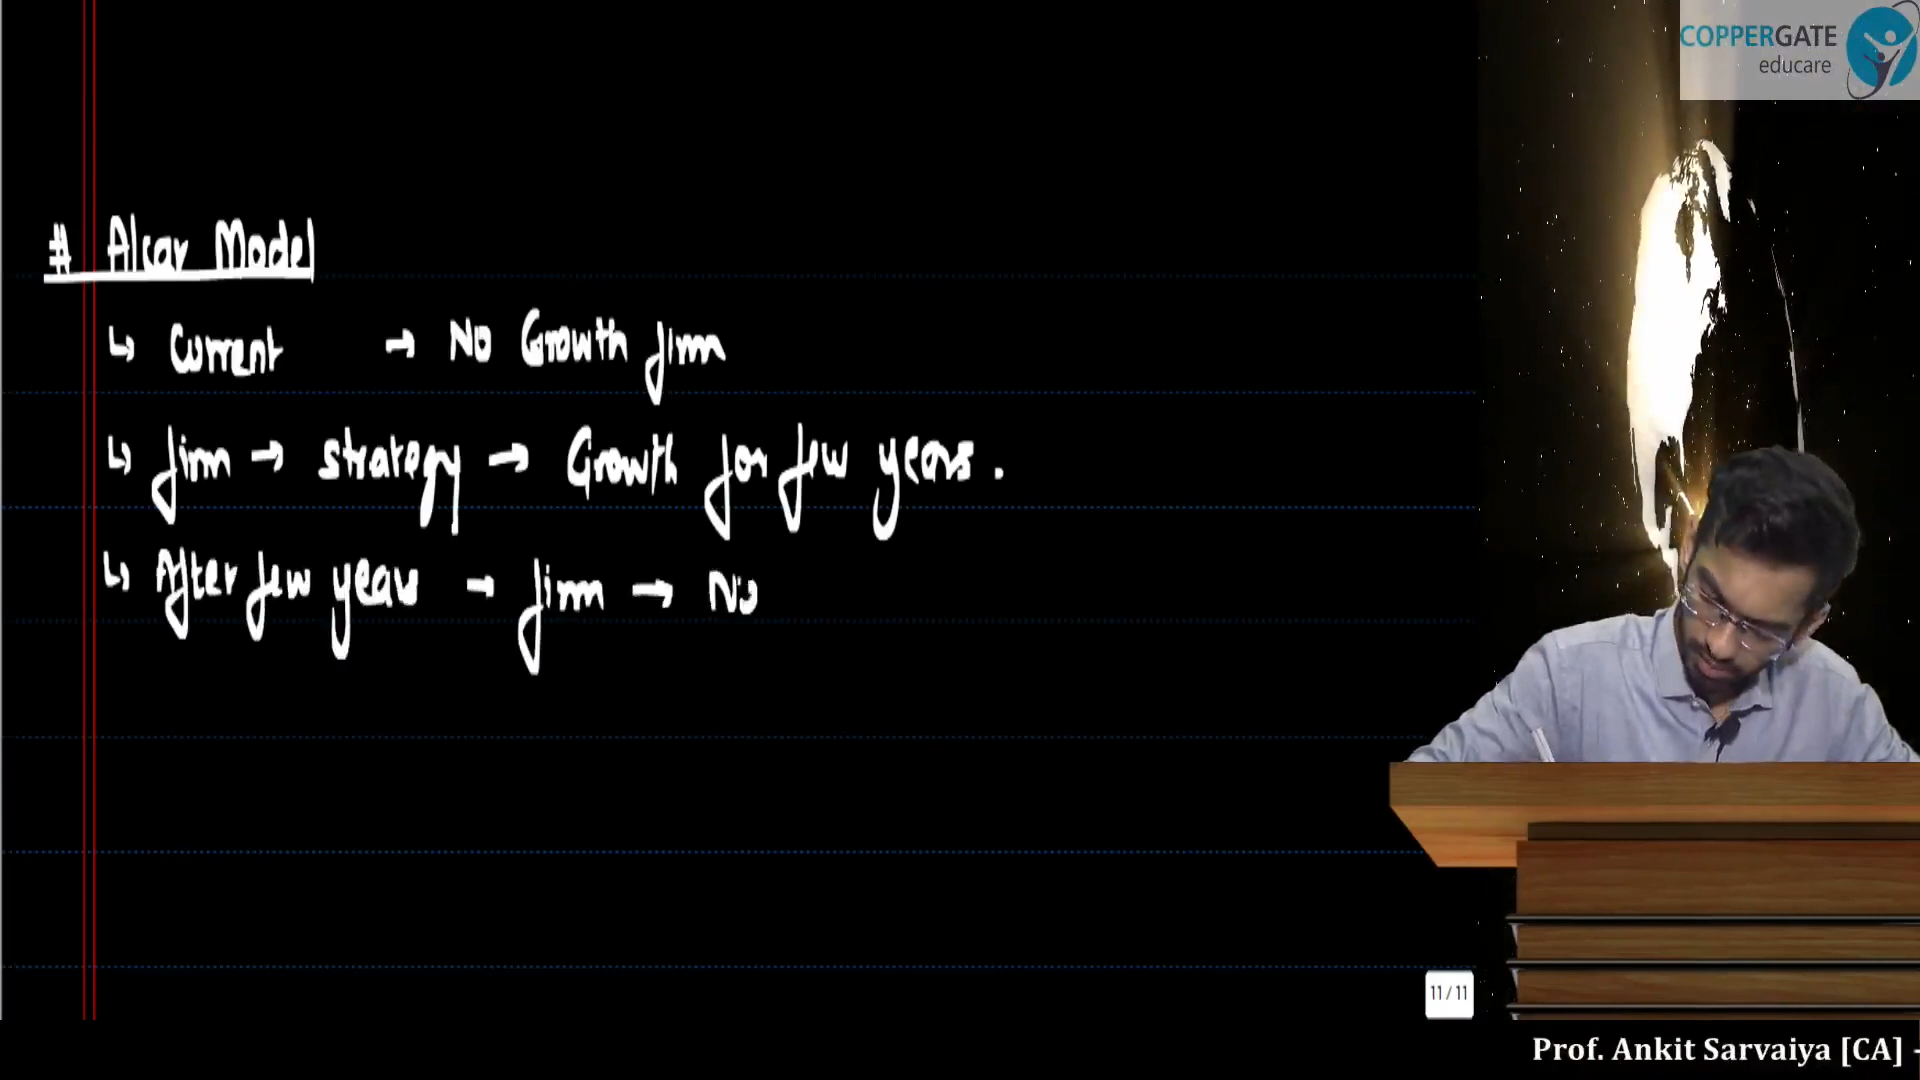 COPPERGATE
educare
# Alcar Model
↳ Current → No Growth firm
↳ firm → strategy → Growth for few years.
↳ After few years → firm → No
11/11
Prof. Ankit Sarvaiya [CA] -